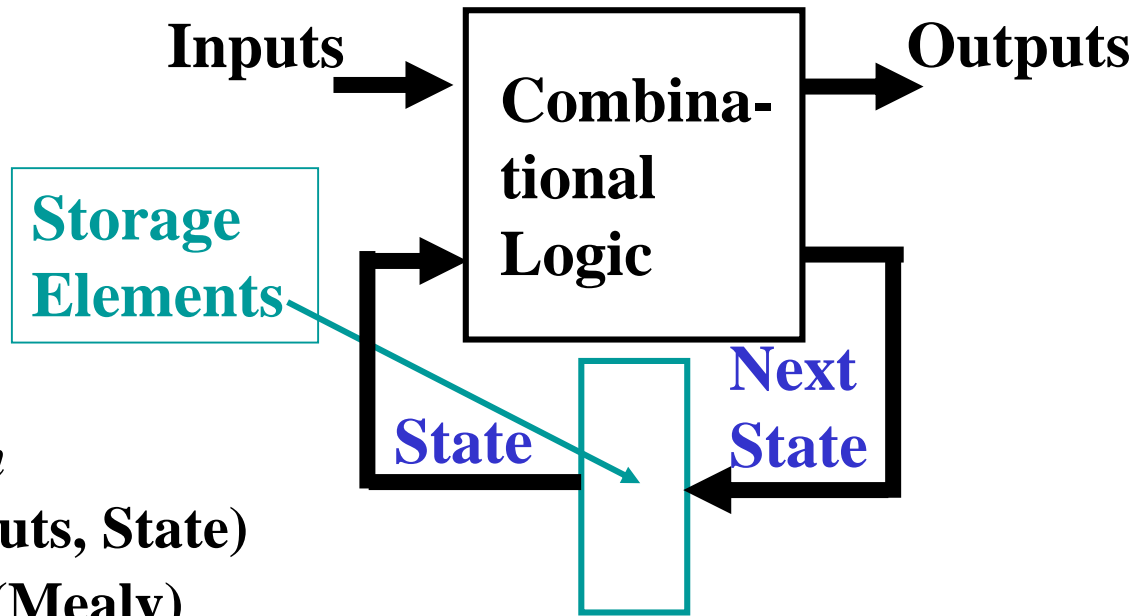 Inputs
Outputs
Combina-
tional
Logic
Storage
Elements
Next
State
State
n
uts, State)
(Mealy)